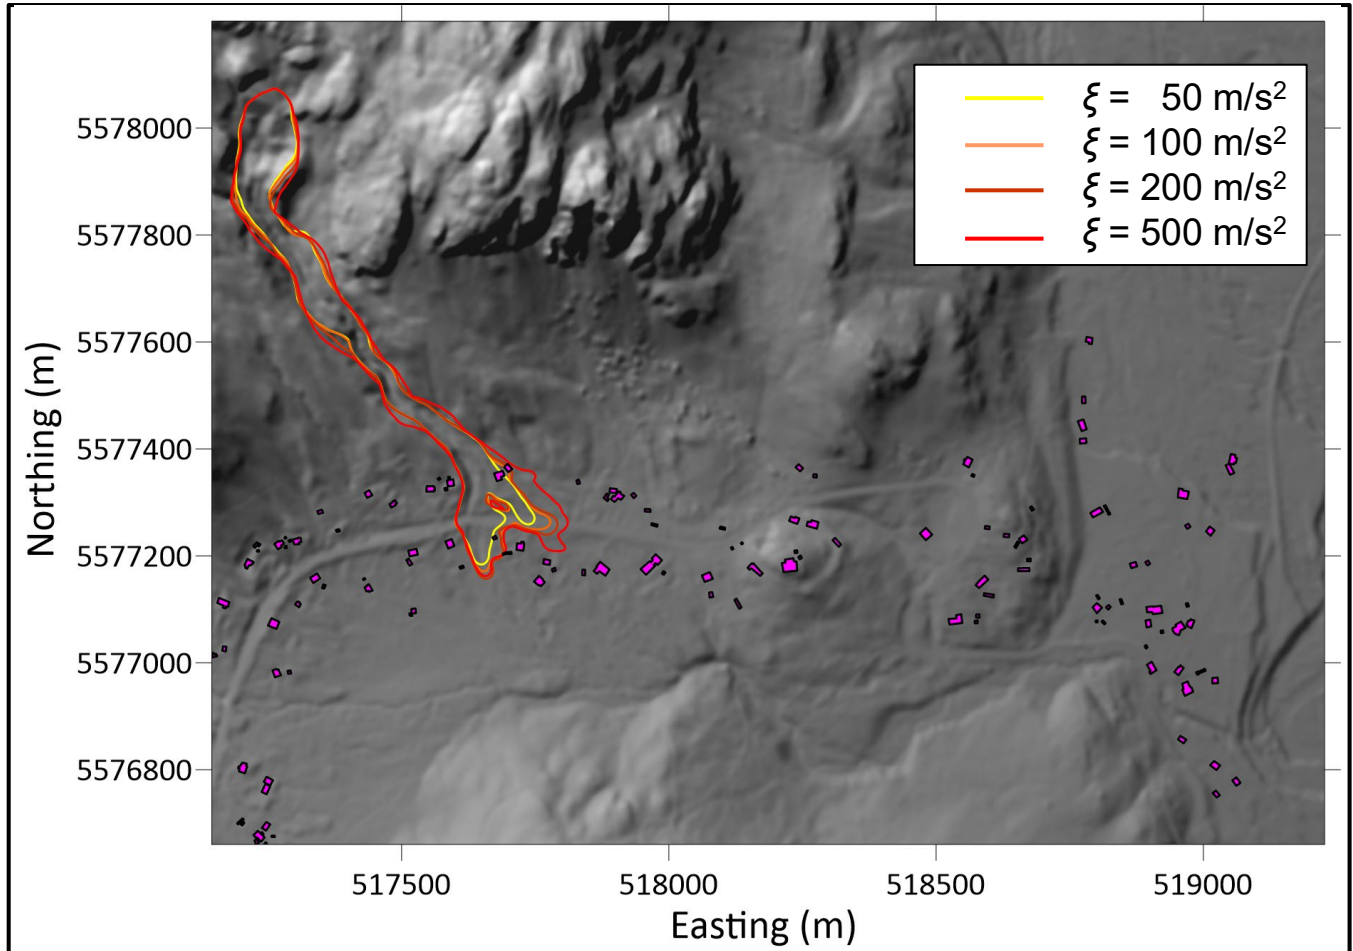 ξ = 50 m/s²
ξ = 100 m/s²
ξ = 200 m/s²
ξ = 500 m/s²
5578000
5577800
5577600
5577400
5577200
5577000
5576800
Northing (m)
517500
518000
518500
519000
Easting (m)